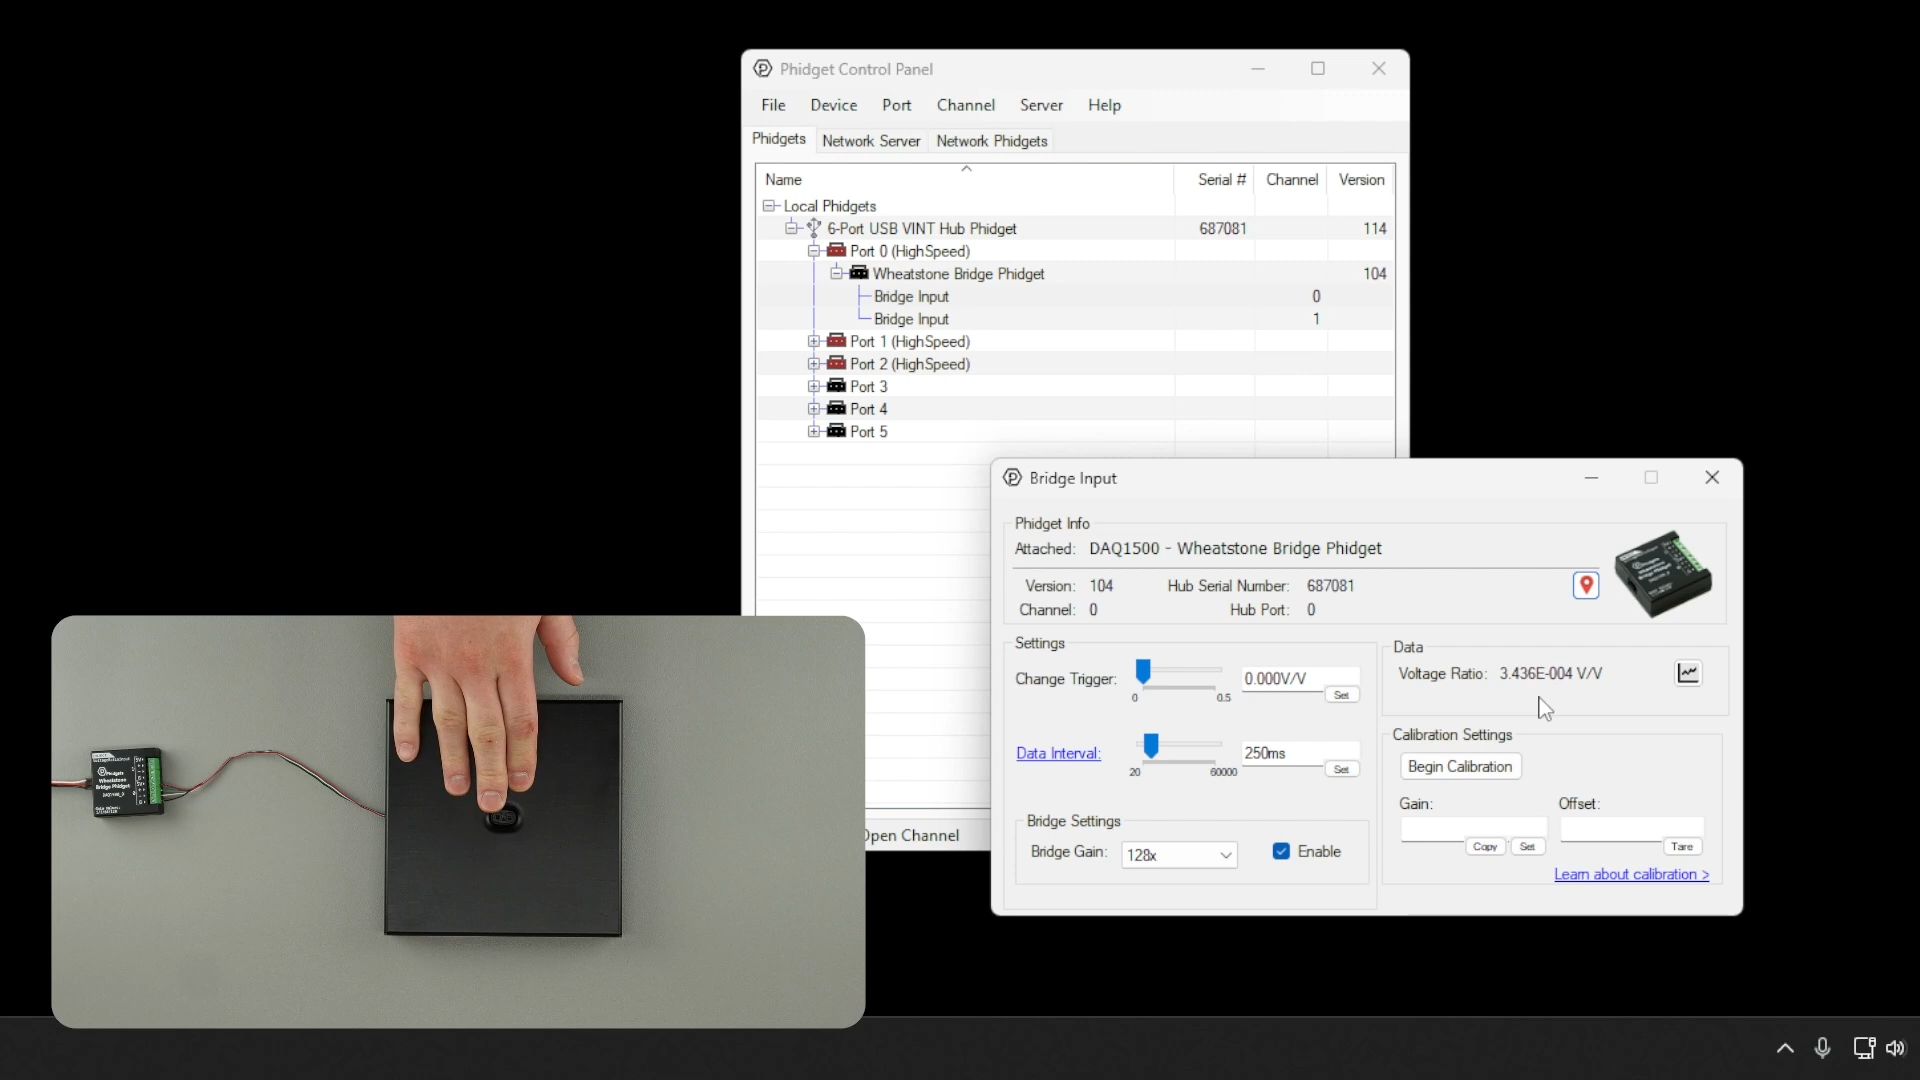 Phidget Control Panel
File Device Port Channel Server Help
Phidgets Network Server Network Phidgets
Name Serial # Channel Version
Local Phidgets
6-Port USB VINT Hub Phidget 687081 114
Port 0 (HighSpeed)
Wheatstone Bridge Phidget 104
Bridge Input 0
Bridge Input 1
Port 1 (HighSpeed)
Port 2 (HighSpeed)
Port 3
Port 4
Port 5
Open Channel
Bridge Input
Phidget Info
Attached: DAQ1500 - Wheatstone Bridge Phidget
Version: 104 Hub Serial Number: 687081
Channel: 0 Hub Port: 0
Settings
Change Trigger: 0.000V/V
0 0.5 Set
Data Interval: 250ms
20 60000 Set
Bridge Settings
Bridge Gain: 128x Enable
Data
Voltage Ratio: 3.436E-004 V/V
Calibration Settings
Begin Calibration
Gain: Offset:
Copy Set Tare
Learn about calibration >
Phidgets
Wheatstone
Bridge Phidget